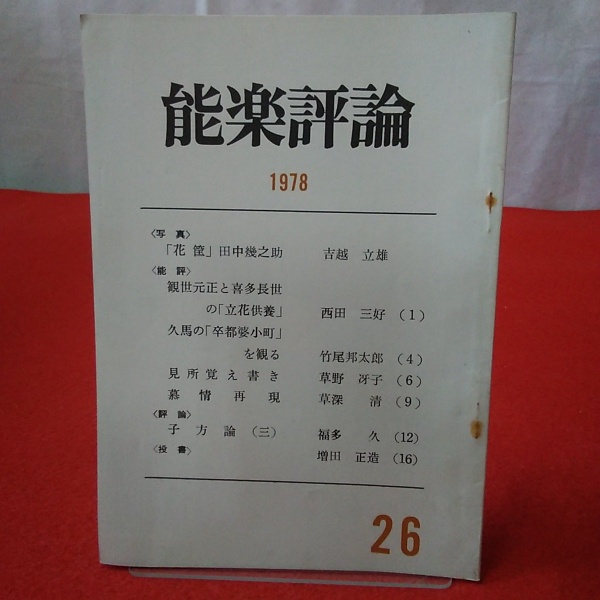 能楽評論
1978
〈写真〉
「花筐」田中幾之助 吉越 立雄
〈能評〉
観世元正と喜多長世
の「立花供養」 西田 三好 (1)
久馬の「卒都婆小町」
を観る 竹尾邦太郎 (4)
見所覚え書き 草野 冴子 (6)
慕情再現 草深 清 (9)
〈評論〉
子方論(三) 福多 久 (12)
〈投書〉 増田 正造 (16)
26